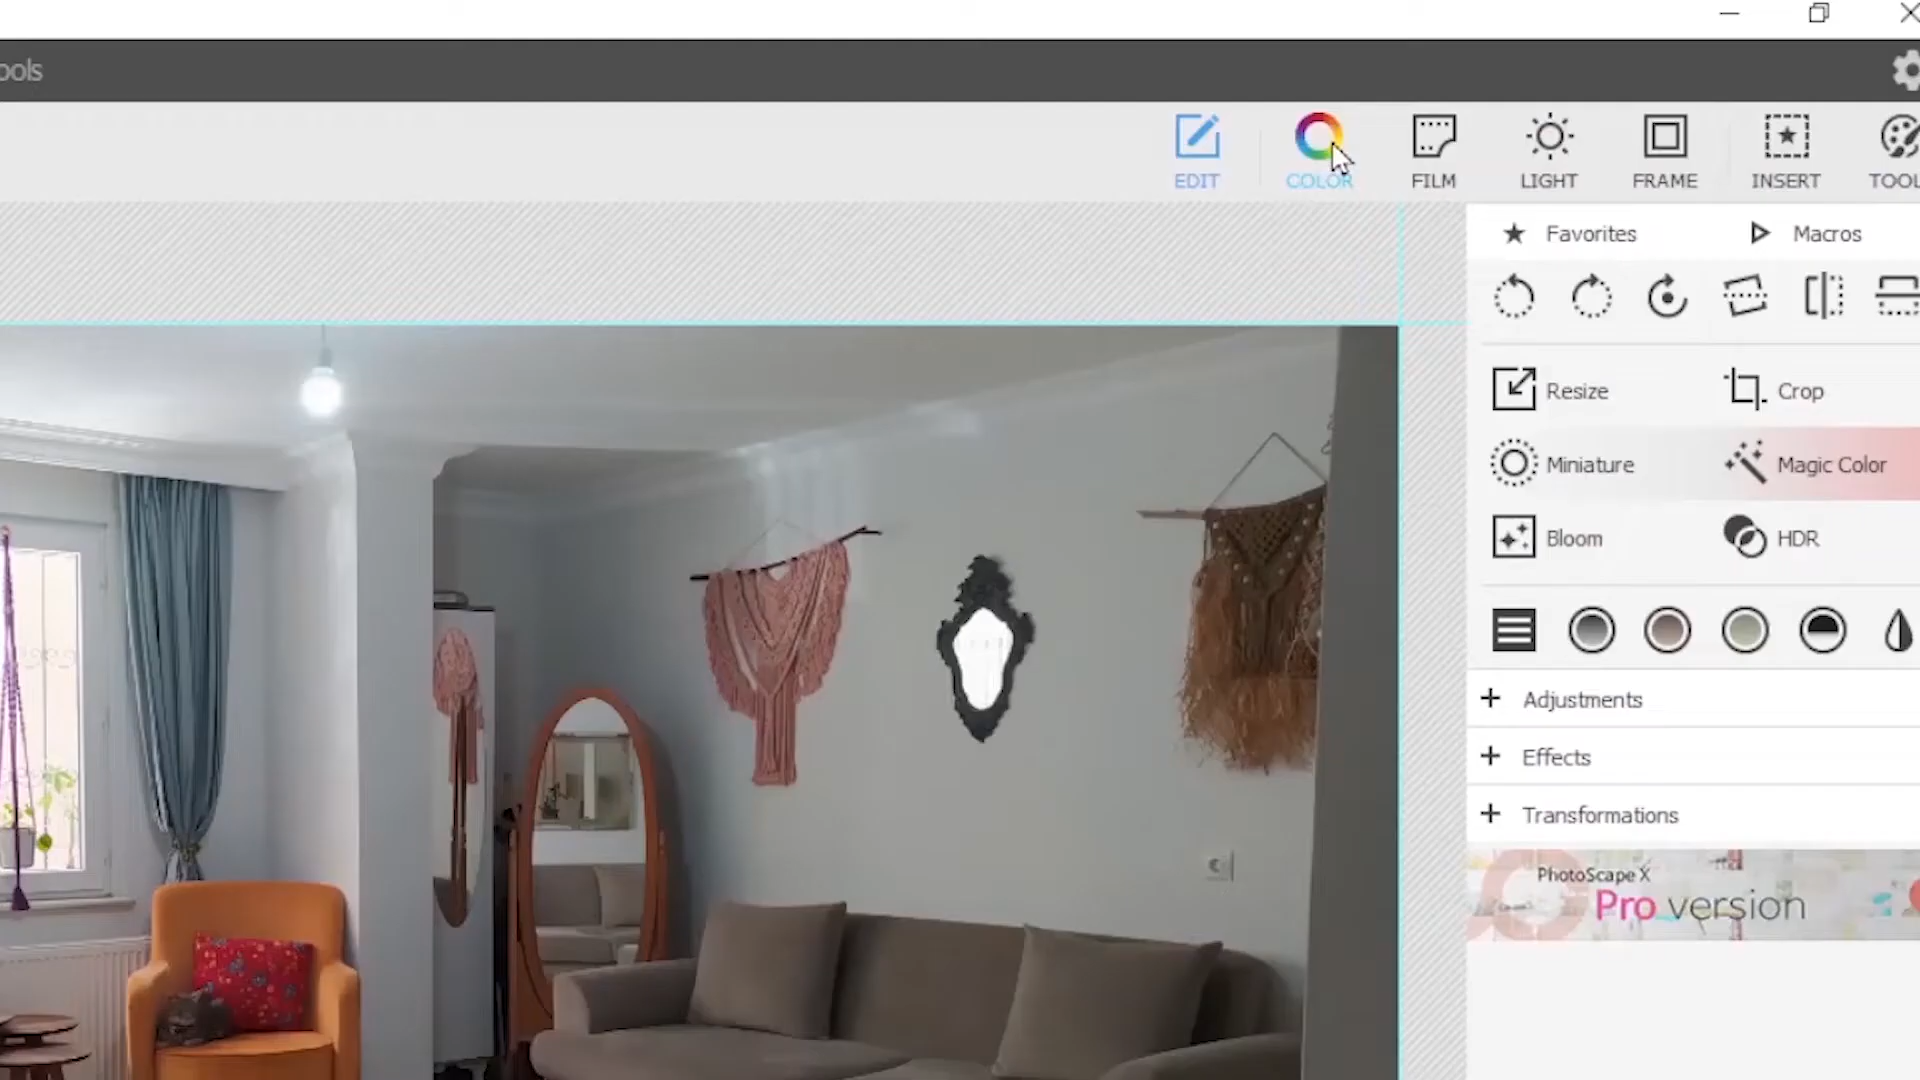 ools
EDIT COLOR FILM LIGHT FRAME INSERT TOOL
Favorites Macros
Resize Crop
Miniature Magic Color
Bloom HDR
Adjustments
Effects
Transformations
PhotoScape X
Pro version